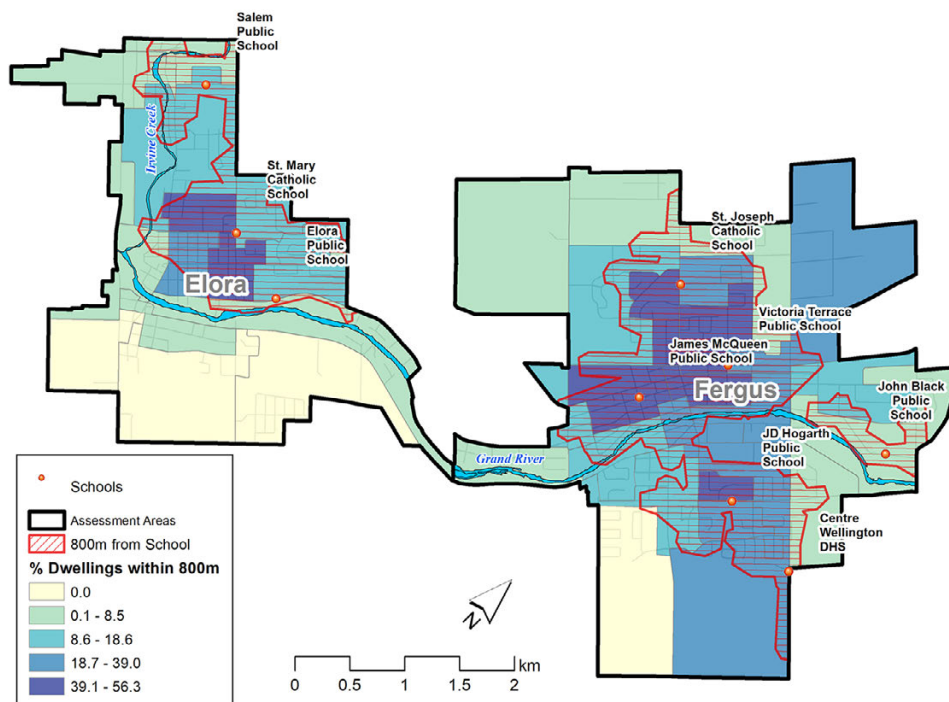 Salem
Public
School
Irvine Creek
St. Mary
Catholic
School
Elora
Public
School
Elora
St. Joseph
Catholic
School
Victoria Terrace
Public School
James McQueen
Public School
Fergus
John Black
Public
School
JD Hogarth
Public
School
Grand River
Centre
Wellington
DHS
Schools
Assessment Areas
800m from School
% Dwellings within 800m
0.0
0.1 - 8.5
8.6 - 18.6
18.7 - 39.0
39.1 - 56.3
N
km
0 0.5 1 1.5 2